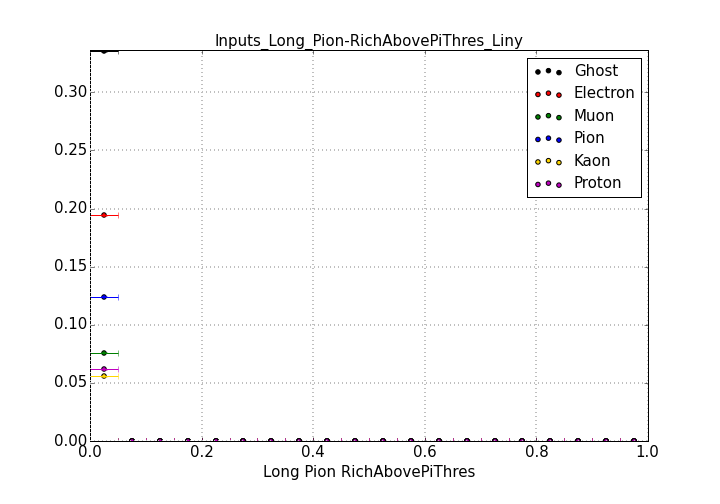 Inputs_Long_Pion-RichAbovePiThres_Liny
Ghost
Electron
Muon
Pion
Kaon
Proton
0.30
0.25
0.20
0.15
0.10
0.05
0.00
0.0 0.2 0.4 0.6 0.8 1.0
Long Pion RichAbovePiThres